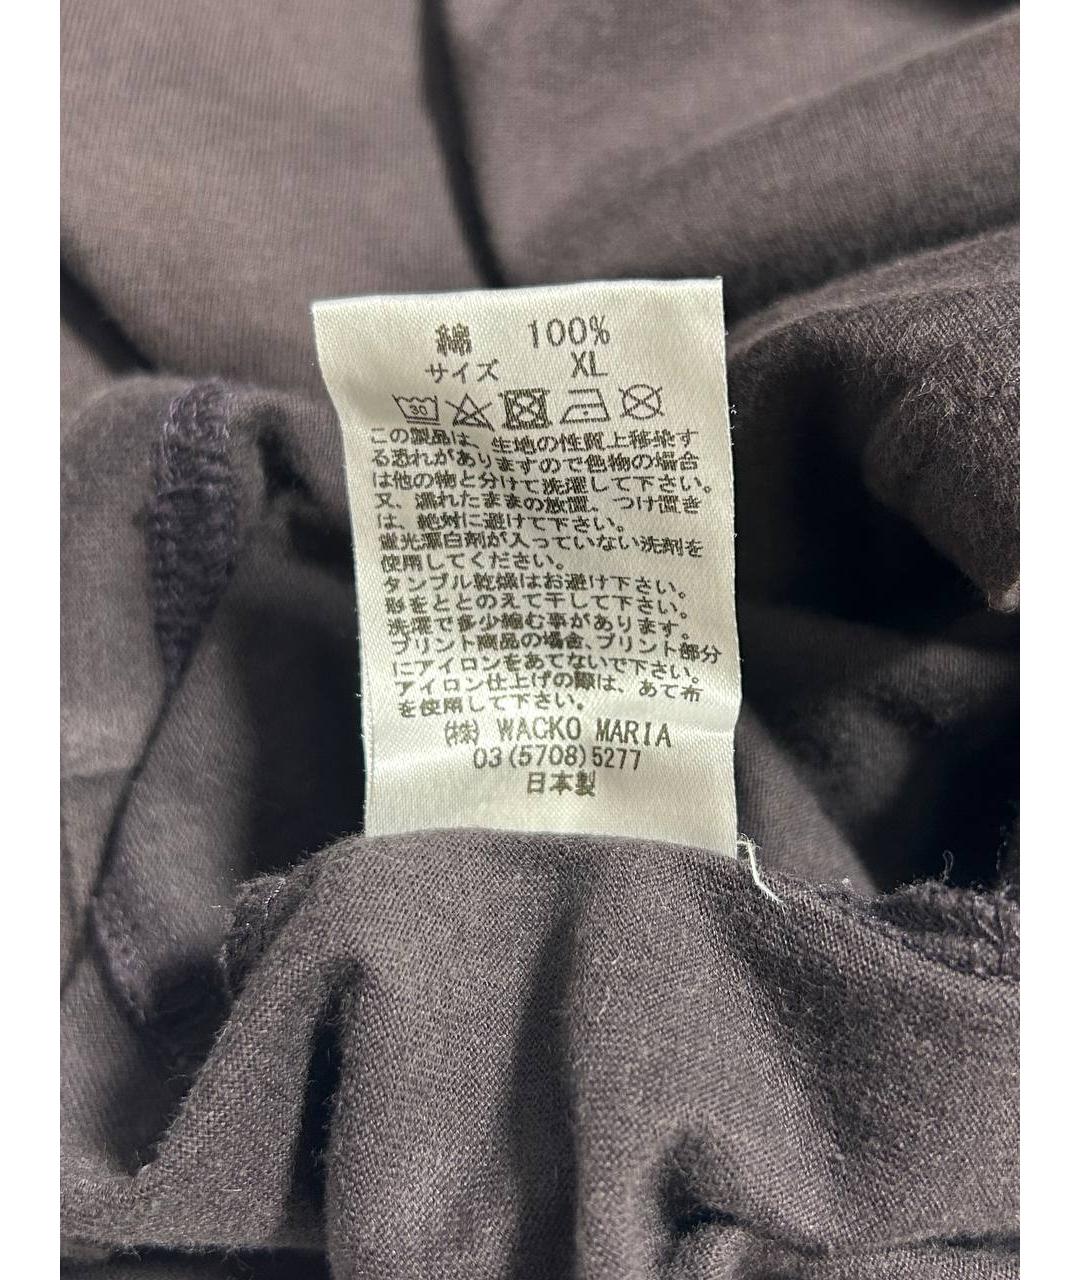 綿 100%
サイズ XL
30
この製品は、生地の性質上移染す
る恐れがありますので色物の場合
は他の物と分けて洗濯して下さい。
又、濡れたままの放置、つけ置き
は、絶対に避けて下さい。
蛍光漂白剤が入っていない洗剤を
使用してください。
タンブル乾燥はお避け下さい。
形をととのえて干して下さい。
洗濯で多少縮む事があります。
プリント商品の場合、プリント部分
にアイロンをあてないで下さい。
アイロン仕上げの際は、あて布
を使用して下さい。
(株) WACKO MARIA
03(5708)5277
日本製